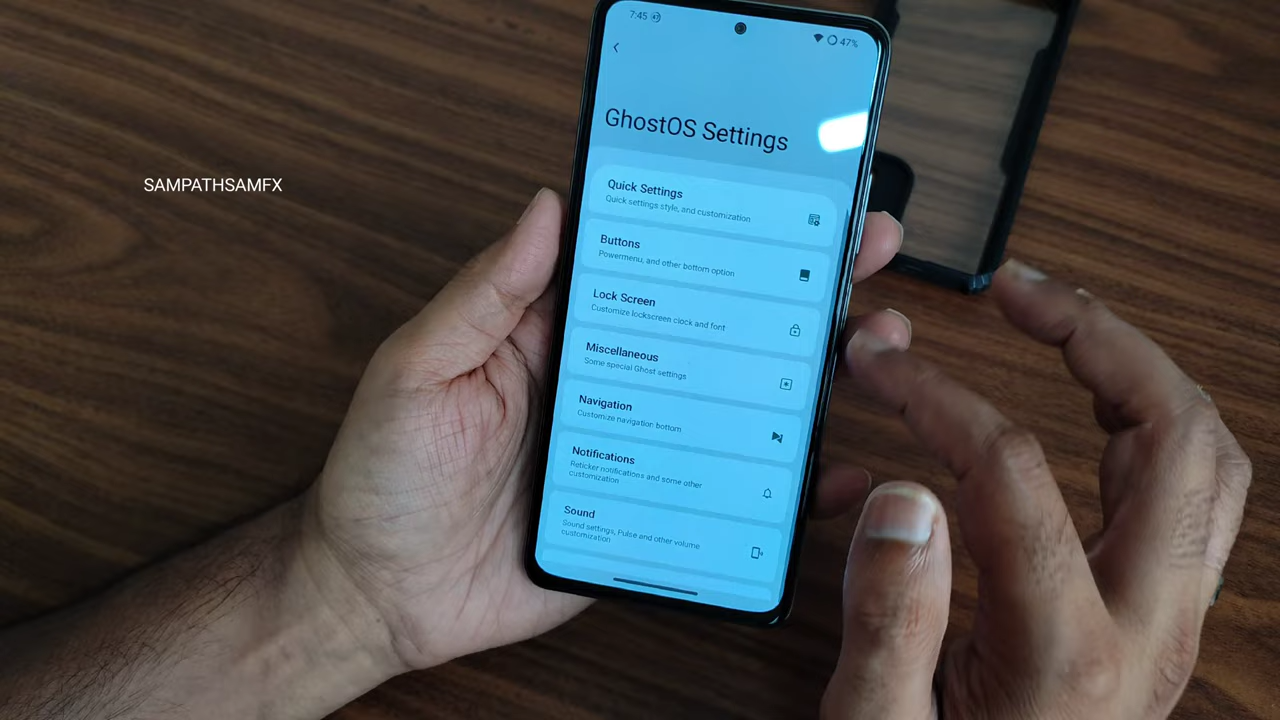 7:45
47%
GhostOS Settings
SAMPATHSAMFX
Quick Settings
Quick settings style, and customization
Buttons
Powermenu, and other bottom option
Lock Screen
Customize lockscreen clock and font
Miscellaneous
Some special Ghost settings
Navigation
Customize navigation bottom
Notifications
Reticker notifications and some other
customization
Sound
Sound settings, Pulse and other volume
customization